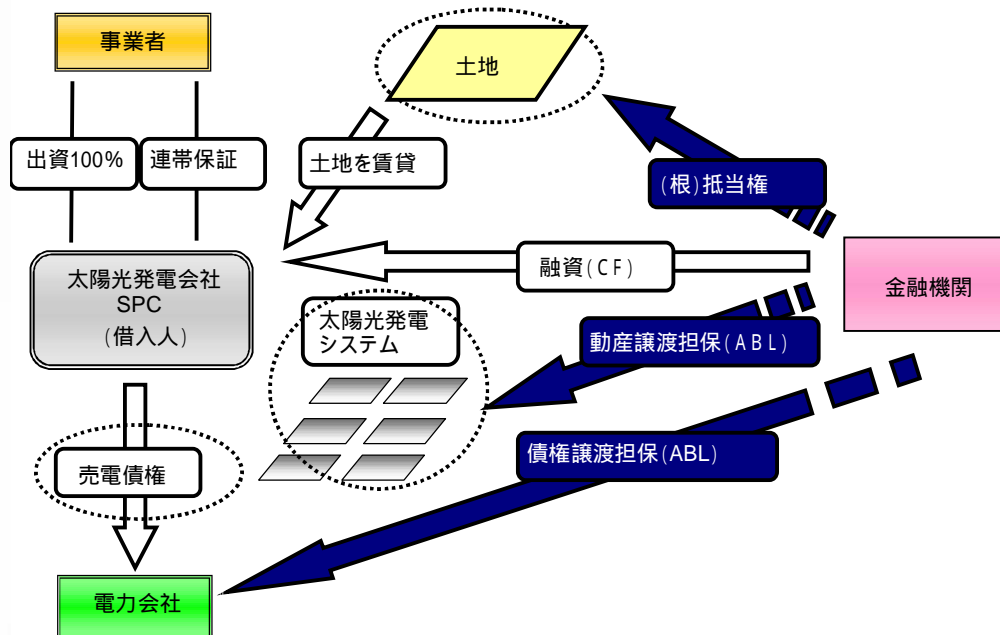 事業者
土地
出資100%
連帯保証
土地を賃貸
(根)抵当権
太陽光発電会社
SPC
(借入人)
融資(CF)
金融機関
太陽光発電
システム
動産譲渡担保(ABL)
債権譲渡担保(ABL)
売電債権
電力会社